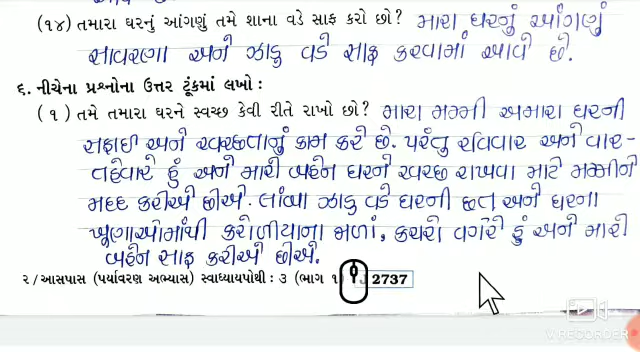 (૧૪) તમારા ઘરનું આંગણું તમે શાના વડે સાફ કરો છો? મારા ઘરનું આંગણું
સાવરણા અને ઝાડુ વડે સાફ કરવામાં આવે છે.
૬. નીચેના પ્રશ્નોના ઉત્તર ટૂંકમાં લખો :
(૧) તમે તમારા ઘરને સ્વચ્છ કેવી રીતે રાખો છો? મારા મમ્મી અમારા ઘરની
સફાઈ અને સ્વચ્છતાનું કામ કરે છે. પરંતુ રવિવાર અને વાર-
તહેવારે હું અને મારી બહેન ઘરને સ્વચ્છ રાખવા માટે મમ્મીને
મદદ કરીએ છીએ. લાંબા ઝાડુ વડે ઘરની છત અને ઘરના
ખૂણાઓમાંથી કરોળીયાના જાળાં, કચરો વગેરે હું અને મારી
બહેન સાફ કરીએ છીએ.
૨ / આસપાસ (પર્યાવરણ અભ્યાસ) સ્વાધ્યાયપોથી : ૩ (ભાગ ૧) 2737
V RECORDER